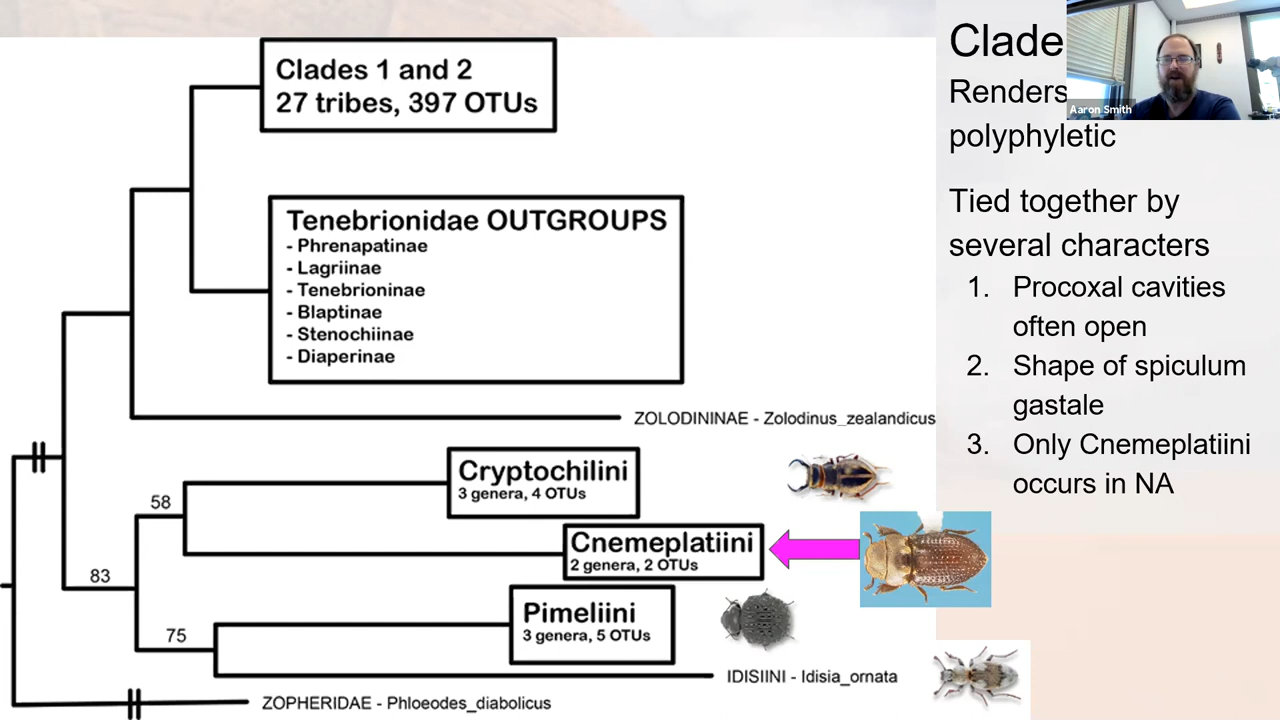 Clades 1 and 2
27 tribes, 397 OTUs
Tenebrionidae OUTGROUPS
- Phrenapatinae
- Lagriinae
- Tenebrioninae
- Blaptinae
- Stenochiinae
- Diaperinae
ZOLODININAE - Zolodinus_zealandicus
58
Cryptochilini
3 genera, 4 OTUs
Cnemeplatiini
2 genera, 2 OTUs
83
Pimeliini
3 genera, 5 OTUs
75
IDISIINI - Idisia_ornata
ZOPHERIDAE - Phloeodes_diabolicus
Clade
Renders
polyphyletic
Aaron Smith
Tied together by
several characters
1. Procoxal cavities
often open
2. Shape of spiculum
gastale
3. Only Cnemeplatiini
occurs in NA